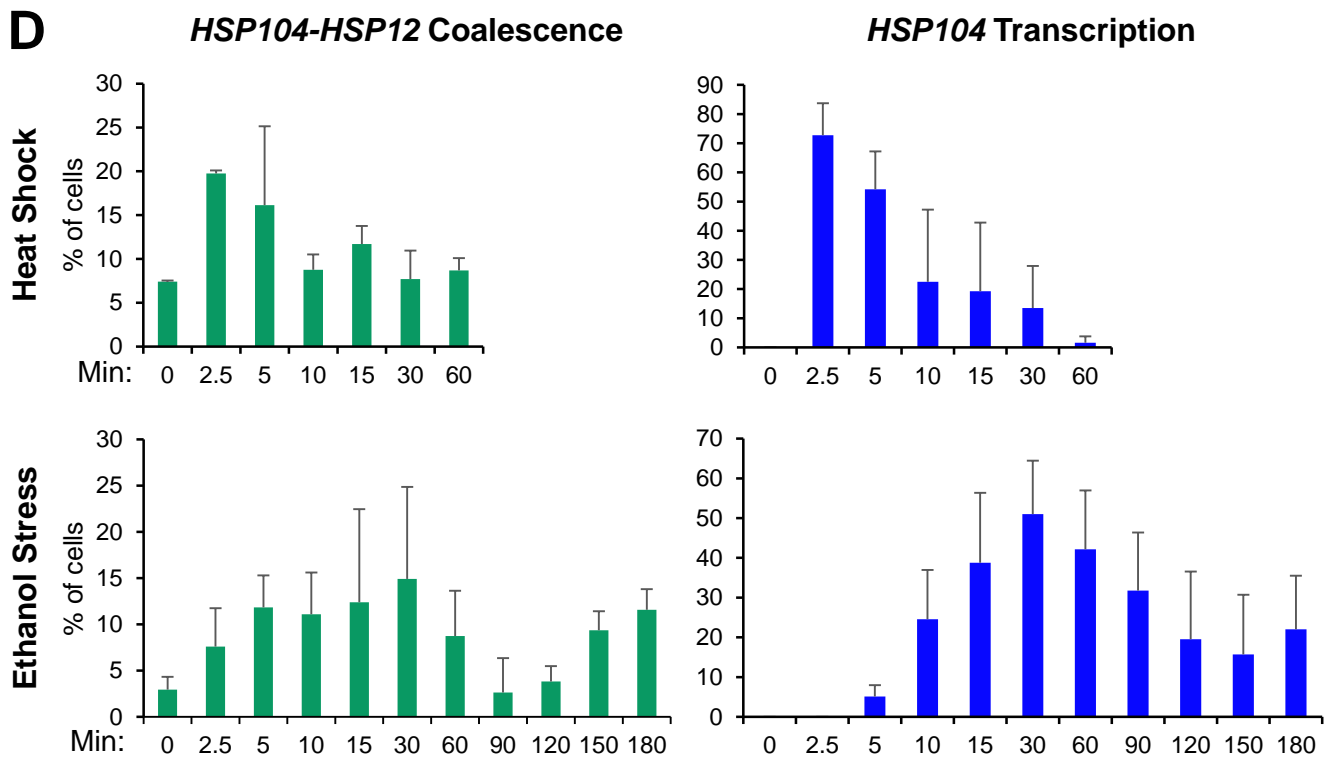 D
HSP104-HSP12 Coalescence
HSP104 Transcription
Heat Shock
% of cells
30
25
20
15
10
5
0
Min: 0 2.5 5 10 15 30 60
90
80
70
60
50
40
30
20
10
0
0 2.5 5 10 15 30 60
Ethanol Stress
% of cells
30
25
20
15
10
5
0
Min: 0 2.5 5 10 15 30 60 90 120 150 180
70
60
50
40
30
20
10
0
0 2.5 5 10 15 30 60 90 120 150 180